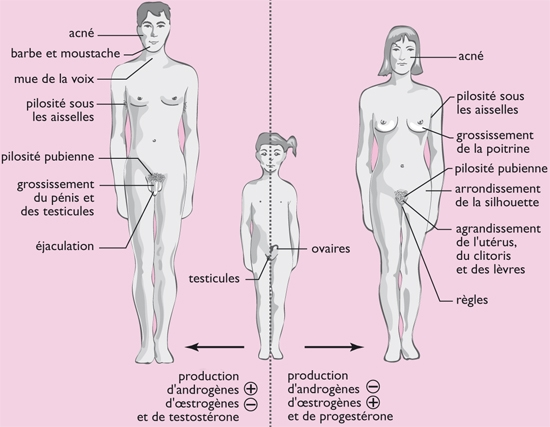 acné
barbe et moustache
mue de la voix
pilosité sous
les aisselles
pilosité pubienne
grossissement
du pénis et
des testicules
éjaculation
testicules
ovaires
acné
pilosité sous
les aisselles
grossissement
de la poitrine
pilosité pubienne
arrondissement
de la silhouette
agrandissement
de l'utérus,
du clitoris
et des lèvres
règles
production
d'androgènes +
d'œstrogènes −
et de testostérone
production
d'androgènes −
d'œstrogènes +
et de progestérone